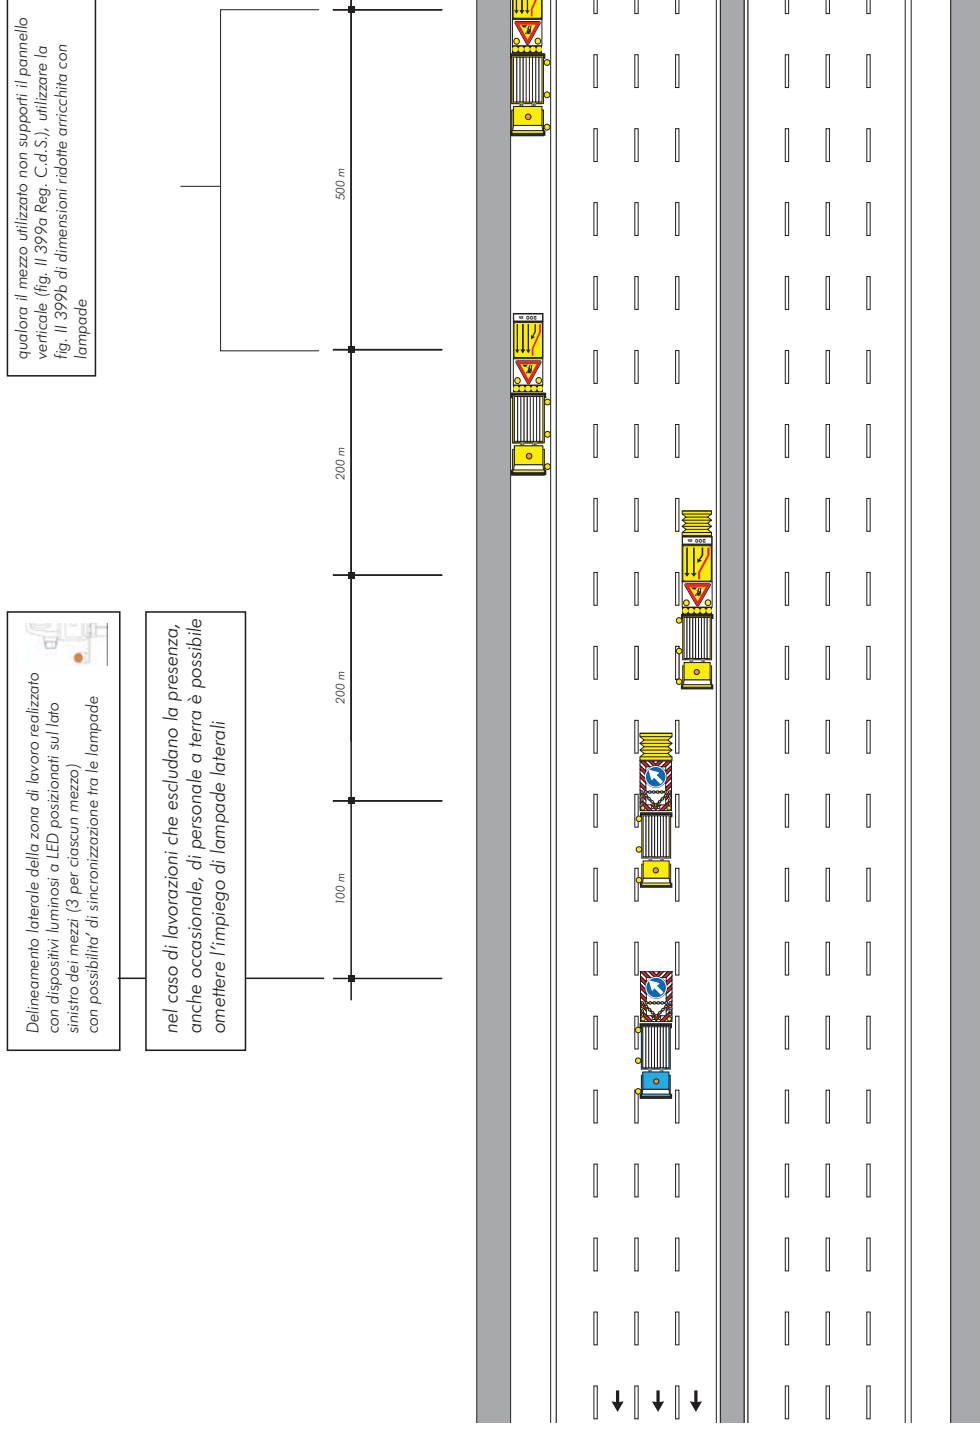 qualora il mezzo utilizzato non supporti il pannello
verticale (fig. II 399a Reg. C.d.S.), utilizzare la
fig. II 399b di dimensioni ridotte arricchita con
lampade
500 m
200 m
200 m
100 m
Delineamento laterale della zona di lavoro realizzato
con dispositivi luminosi a LED posizionati sul lato
sinistro dei mezzi (3 per ciascun mezzo)
con possibilita' di sincronizzazione tra le lampade
nel caso di lavorazioni che escludano la presenza,
anche occasionale, di personale a terra è possibile
omettere l'impiego di lampade laterali
200 m
200 m